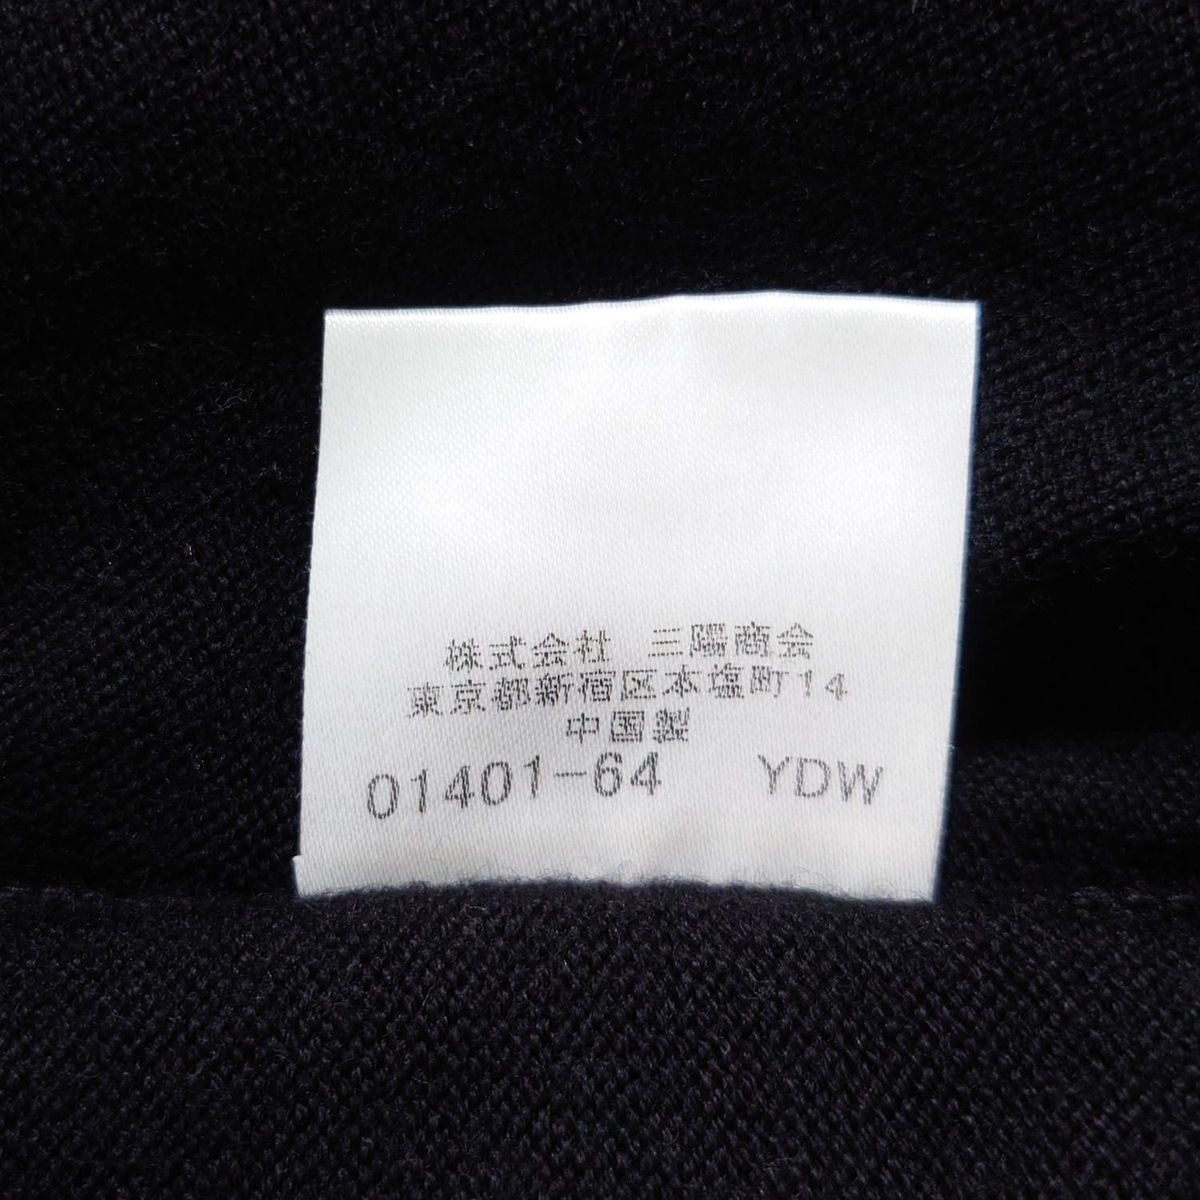 株式会社　三陽商会
東京都新宿区本塩町14
中国製
01401-64　YDW